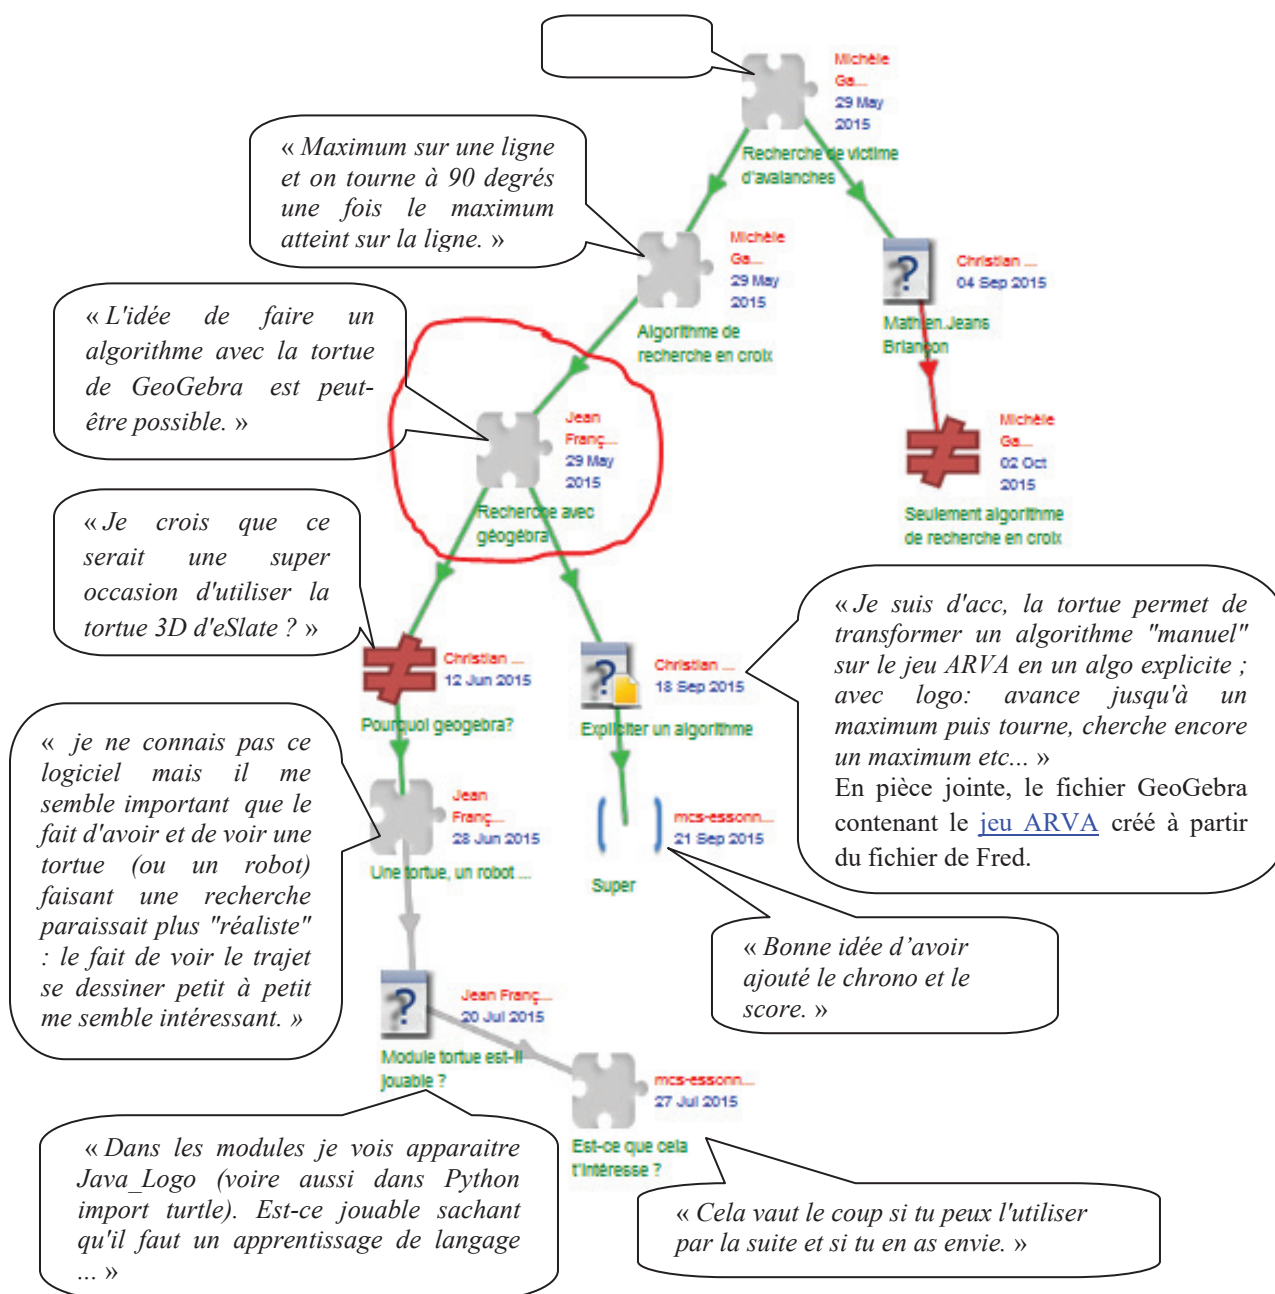 Michèle
Ga...
29 May
2015
Recherche de victime
d'avalanches
« Maximum sur une ligne
et on tourne à 90 degrés
une fois le maximum
atteint sur la ligne. »
Michèle
Ga...
29 May
2015
Algorithme de
recherche en croix
Christian ...
04 Sep 2015
Mathien.Jeans
Briançon
« L'idée de faire un
algorithme avec la tortue
de GeoGebra est peut-
être possible. »
Jean
Franç...
29 May
2015
Recherche avec
géogébra
Michèle
Ga...
02 Oct
2015
Seulement algorithme
de recherche en croix
« Je crois que ce
serait une super
occasion d'utiliser la
tortue 3D d'eSlate ? »
Christian ...
12 Jun 2015
Pourquoi geogebra?
Christian ...
18 Sep 2015
Expliciter un algorithme
« Je suis d'acc, la tortue permet de
transformer un algorithme "manuel"
sur le jeu ARVA en un algo explicite ;
avec logo: avance jusqu'à un
maximum puis tourne, cherche encore
un maximum etc... »
En pièce jointe, le fichier GeoGebra
contenant le jeu ARVA créé à partir
du fichier de Fred.
« je ne connais pas ce
logiciel mais il me
semble important que le
fait d'avoir et de voir une
tortue (ou un robot)
faisant une recherche
paraissait plus "réaliste"
: le fait de voir le trajet
se dessiner petit à petit
me semble intéressant. »
Jean
Franç...
28 Jun 2015
Une tortue, un robot ...
mcs-essonn...
21 Sep 2015
Super
« Bonne idée d’avoir
ajouté le chrono et le
score. »
Jean Franç...
20 Jul 2015
Module tortue est-il
jouable ?
mcs-essonn...
27 Jul 2015
Est-ce que cela
t'intéresse ?
« Dans les modules je vois apparaitre
Java_Logo (voire aussi dans Python
import turtle). Est-ce jouable sachant
qu'il faut un apprentissage de langage
... »
« Cela vaut le coup si tu peux l'utiliser
par la suite et si tu en as envie. »